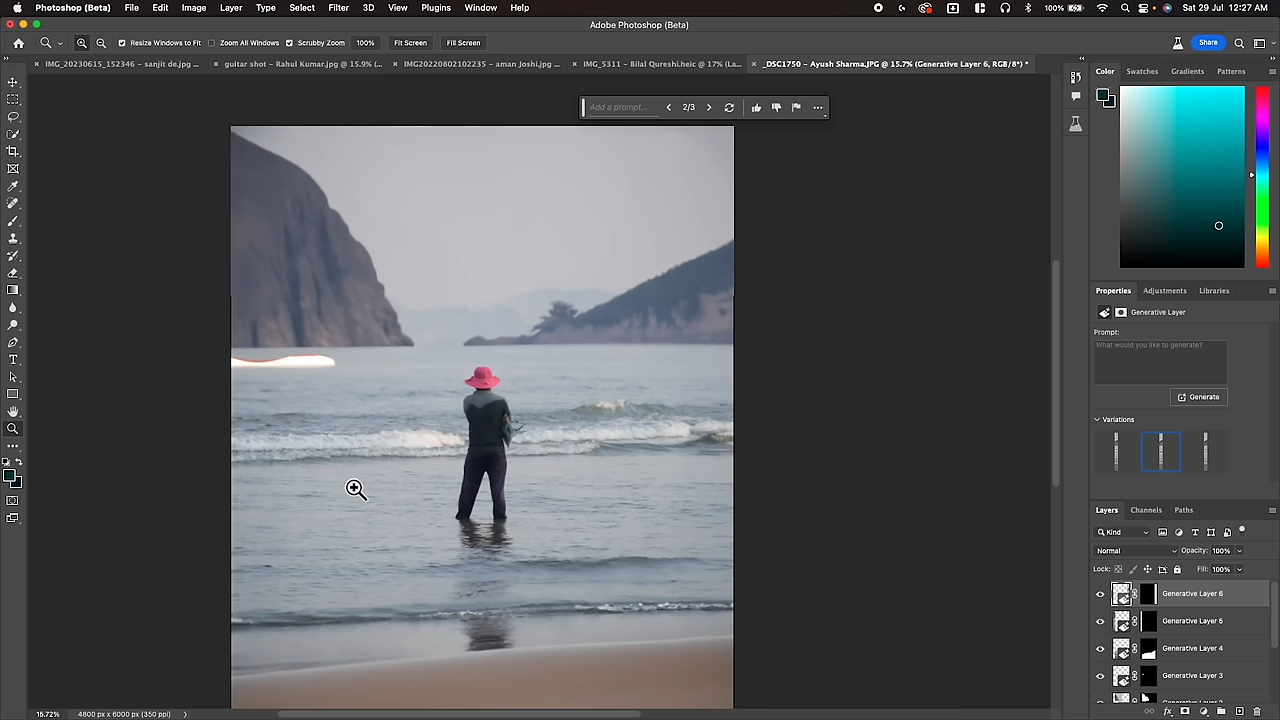 Photoshop (Beta) File Edit Image Layer Type Select Filter 3D View Plugins Window Help 100% Sat 29 Jul 12:27 AM
Adobe Photoshop (Beta)
Resize Windows to Fit Zoom All Windows Scrubby Zoom 100% Fit Screen Fill Screen Share
IMG_20230615_152346 – sanjit de.jpg ... guitar shot – Rahul Kumar.jpg @ 15.9% (... IMG20220802102235 – aman Joshi.jpg ... IMG_5311 – Bilal Qureshi.heic @ 17% (La... _DSC1750 – Ayush Sharma.JPG @ 15.7% (Generative Layer 6, RGB/8*) *
Color Swatches Gradients Patterns
Add a prompt... 2/3
Properties Adjustments Libraries
Generative Layer
Prompt:
What would you like to generate?
Generate
Variations
Layers Channels Paths
Kind
Normal Opacity: 100%
Lock: Fill: 100%
Generative Layer 6
Generative Layer 5
Generative Layer 4
Generative Layer 3
15.72% 4800 px x 6000 px (350 ppi)